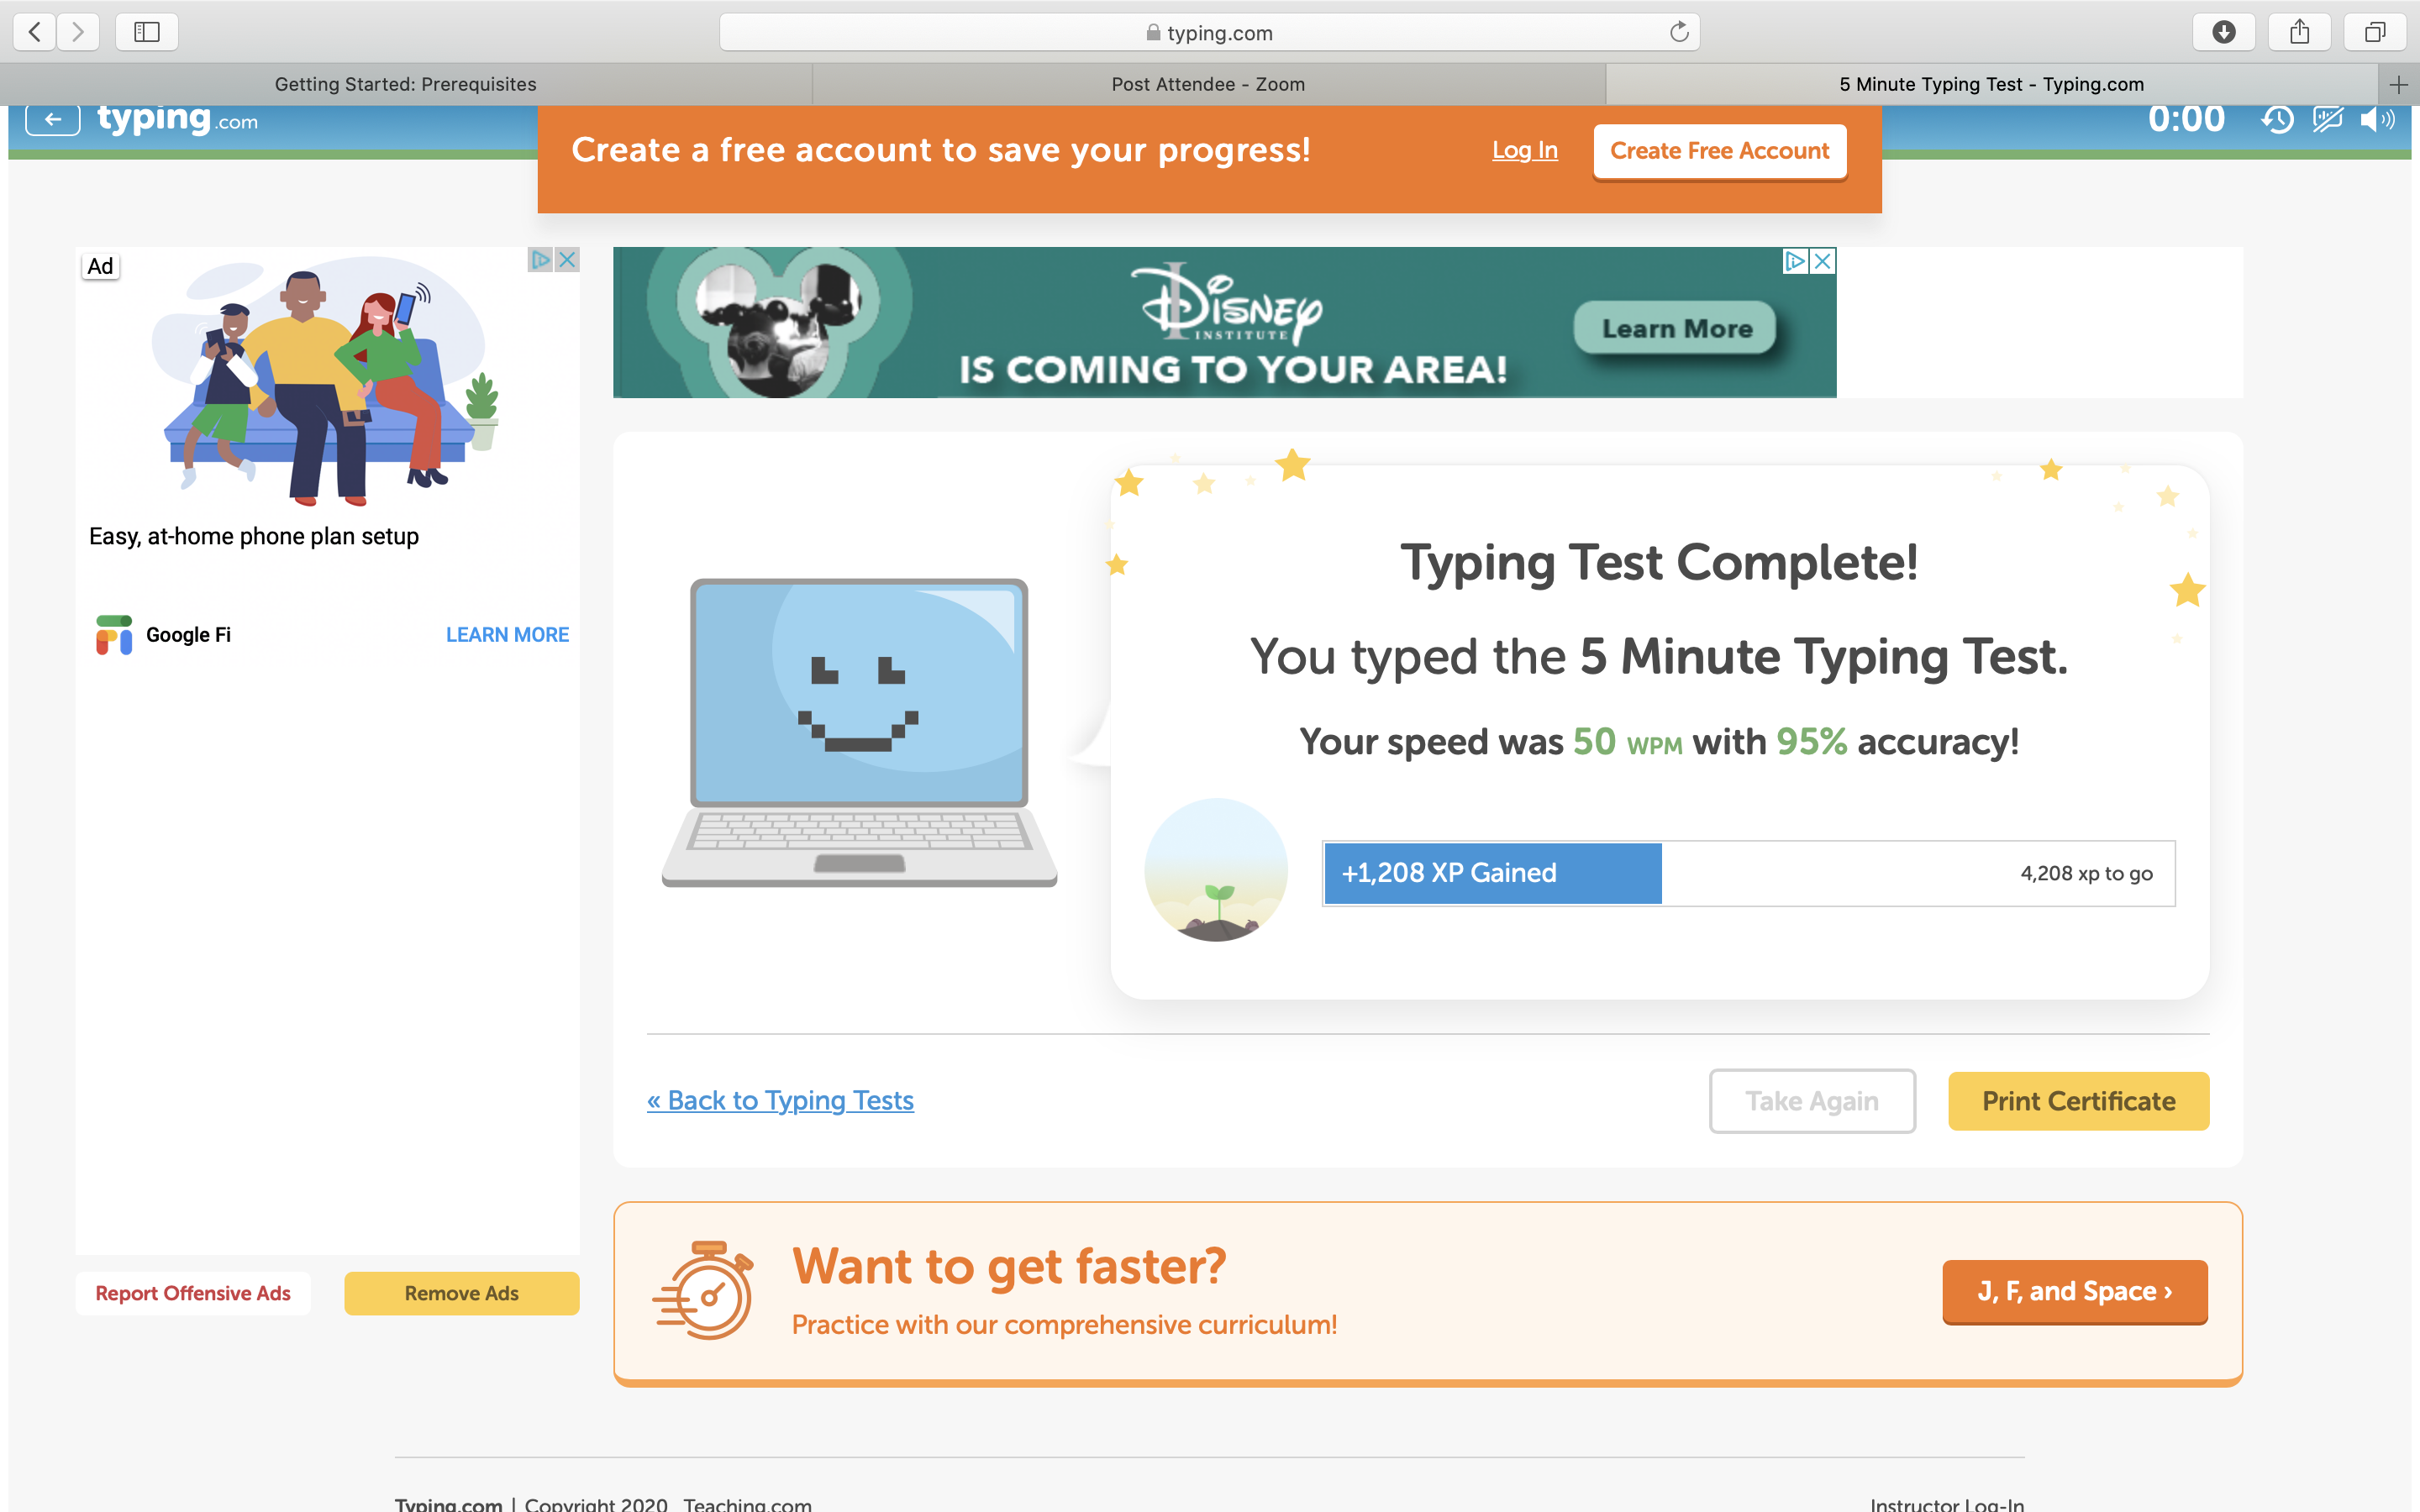 typing.com
Getting Started: Prerequisites
Post Attendee - Zoom
5 Minute Typing Test - Typing.com
typing.com
Create a free account to save your progress!
Log In
Create Free Account
0:00
Ad
Easy, at-home phone plan setup
Google Fi
LEARN MORE
Disney
INSTITUTE
IS COMING TO YOUR AREA!
Learn More
Typing Test Complete!
You typed the 5 Minute Typing Test.
Your speed was 50 WPM with 95% accuracy!
+1,208 XP Gained
4,208 xp to go
« Back to Typing Tests
Take Again
Print Certificate
Report Offensive Ads
Remove Ads
Want to get faster?
Practice with our comprehensive curriculum!
J, F, and Space ›
Typing.com | Copyright 2020 Teaching.com
Instructor Log-In